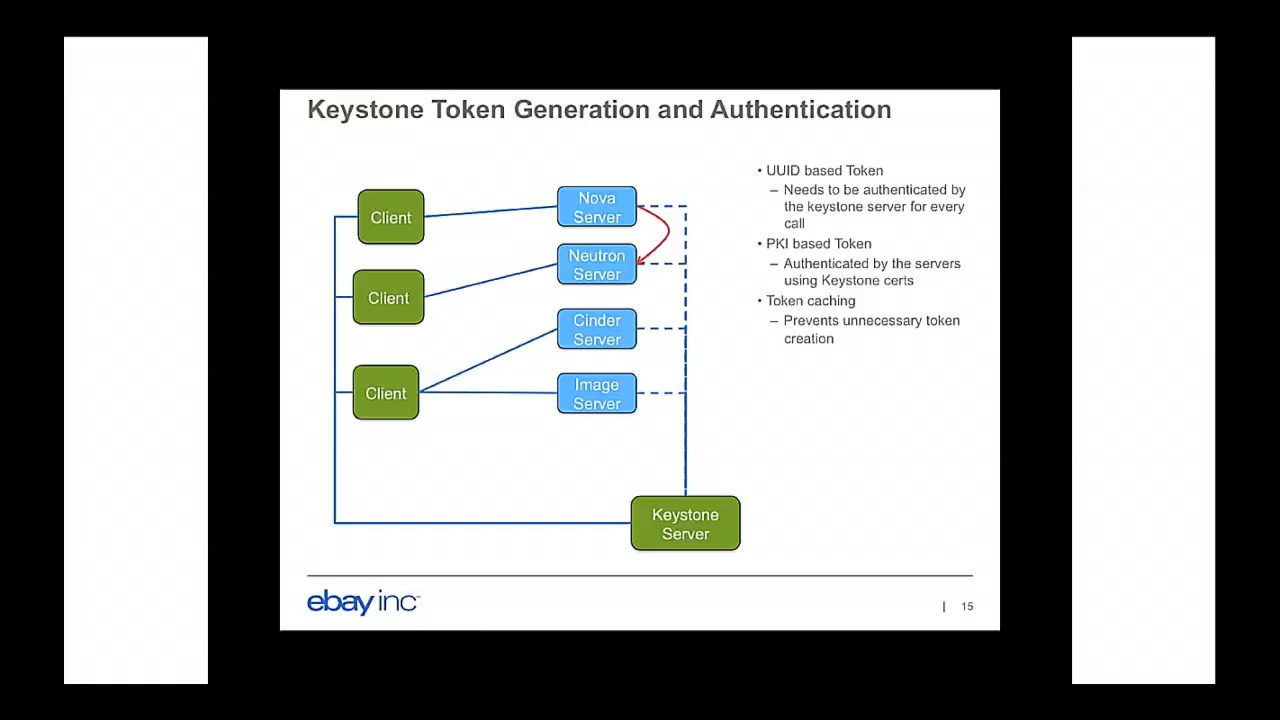 Keystone Token Generation and Authentication
Client
Client
Client
Nova
Server
Neutron
Server
Cinder
Server
Image
Server
Keystone
Server
• UUID based Token
– Needs to be authenticated by
the keystone server for every
call
• PKI based Token
– Authenticated by the servers
using Keystone certs
• Token caching
– Prevents unnecessary token
creation
ebay inc™
| 15